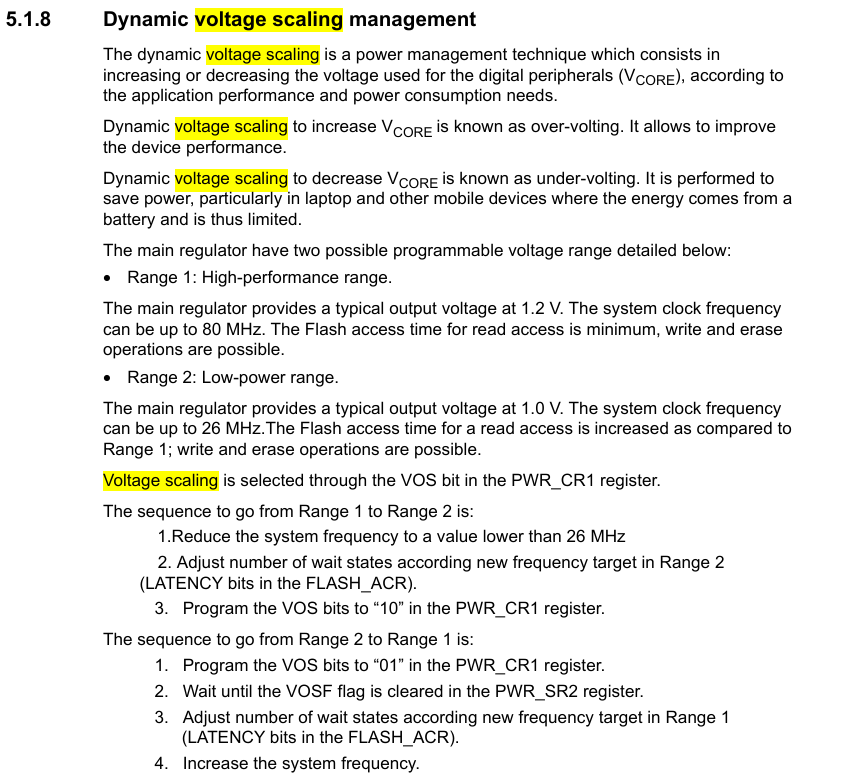 5.1.8 Dynamic voltage scaling management
The dynamic voltage scaling is a power management technique which consists in
increasing or decreasing the voltage used for the digital peripherals (VCORE), according to
the application performance and power consumption needs.
Dynamic voltage scaling to increase VCORE is known as over-volting. It allows to improve
the device performance.
Dynamic voltage scaling to decrease VCORE is known as under-volting. It is performed to
save power, particularly in laptop and other mobile devices where the energy comes from a
battery and is thus limited.
The main regulator have two possible programmable voltage range detailed below:
• Range 1: High-performance range.
The main regulator provides a typical output voltage at 1.2 V. The system clock frequency
can be up to 80 MHz. The Flash access time for read access is minimum, write and erase
operations are possible.
• Range 2: Low-power range.
The main regulator provides a typical output voltage at 1.0 V. The system clock frequency
can be up to 26 MHz.The Flash access time for a read access is increased as compared to
Range 1; write and erase operations are possible.
Voltage scaling is selected through the VOS bit in the PWR_CR1 register.
The sequence to go from Range 1 to Range 2 is:
1.Reduce the system frequency to a value lower than 26 MHz
2. Adjust number of wait states according new frequency target in Range 2
(LATENCY bits in the FLASH_ACR).
3. Program the VOS bits to “10” in the PWR_CR1 register.
The sequence to go from Range 2 to Range 1 is:
1. Program the VOS bits to “01” in the PWR_CR1 register.
2. Wait until the VOSF flag is cleared in the PWR_SR2 register.
3. Adjust number of wait states according new frequency target in Range 1
(LATENCY bits in the FLASH_ACR).
4. Increase the system frequency.